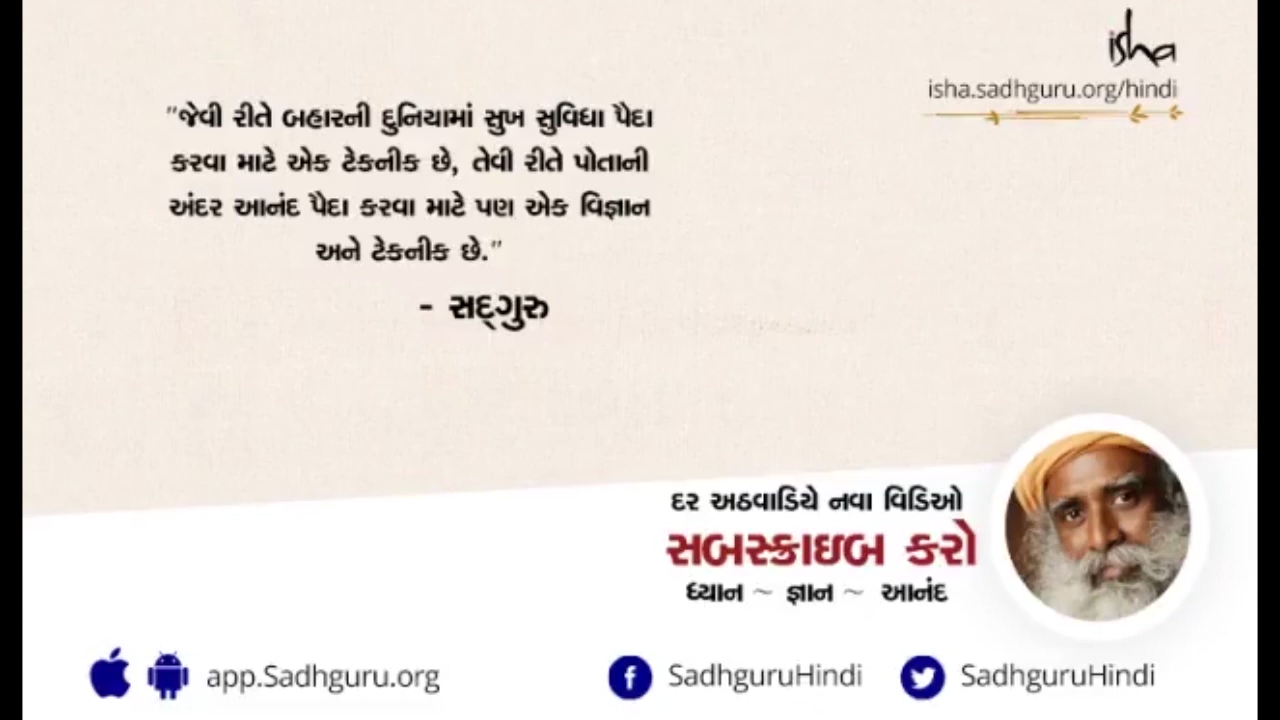 isha
isha.sadhguru.org/hindi
"જેવી રીતે બહારની દુનિયામાં સુખ સુવિધા પૈદા
કરવા માટે એક ટેકનીક છે, તેવી રીતે પોતાની
અંદર આનંદ પૈદા કરવા માટે પણ એક વિજ્ઞાન
અને ટેકનીક છે."
- સદ્‌ગુરુ
દર અઠવાડિયે નવા વિડિઓ
સબસ્ક્રાઇબ કરો
ધ્યાન ~ જ્ઞાન ~ આનંદ
app.Sadhguru.org
SadhguruHindi
SadhguruHindi